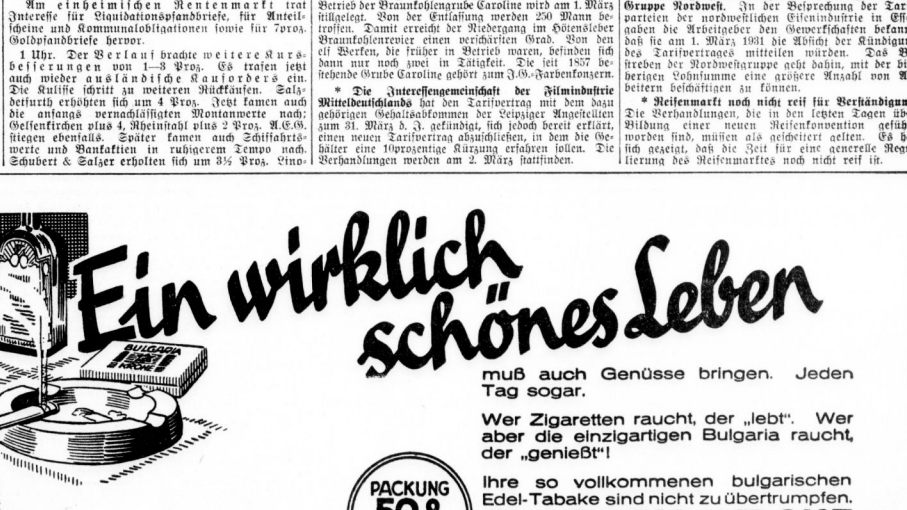 Am einheimischen Rentenmarkt trat
Interesse für Liquidationspfandbriefe, für Anteil-
scheine und Kommunalobligationen sowie für 7proz.
Goldpfandbriefe hervor.
1 Uhr. Der Verlauf brachte weitere Kurs-
besserungen von 1—3 Proz. Es trafen jetzt
auch wieder ausländische Kauforders ein.
Die Kulisse schritt zu weiteren Rückkäufen. Salz-
detfurth erhöhten sich um 4 Proz. Jetzt kamen auch
die anfangs vernachlässigten Montanwerte nach;
Gelsenkirchen plus 4, Rheinstahl plus 2 Proz. A.E.G.
stiegen ebenfalls. Später kamen auch Schiffahrts-
werte und Bankaktien in ruhigerem Tempo nach.
Schubert & Salzer erholten sich um 3½ Proz. Lino-
Betrieb der Braunkohlengrube Caroline wird am 1. März
stillgelegt. Von der Entlassung werden 250 Mann be-
troffen. Damit erreicht der Niedergang im Hötensleber
Braunkohlenrevier einen verschärften Grad. Von den
elf Werken, die früher in Betrieb waren, befinden sich
dann nur noch zwei in Tätigkeit. Die seit 1857 be-
stehende Grube Caroline gehört zum J.G.-Farbenkonzern.
* Die Interessengemeinschaft der Filmindustrie
Mitteldeutschlands hat den Tarifvertrag mit dem dazu
gehörigen Gehaltsabkommen der Leipziger Angestellten
zum 31. März d. J. gekündigt, sich jedoch bereit erklärt,
einen neuen Tarifvertrag abzuschließen, in dem die Ge-
hälter eine 10prozentige Kürzung erfahren sollen. Die
Verhandlungen werden am 2. März stattfinden.
Gruppe Nordwest. In der Besprechung der Tar
parteien der nordwestlichen Eisenindustrie in Ess
gaben die Arbeitgeber den Gewerkschaften bekann
daß sie am 1. März 1931 die Absicht der Kündigun
des Tarifvertrages mitteilen würden. Das B
streben der Nordwestgruppe geht dahin, mit der bis
herigen Lohnsumme eine größere Anzahl von A
beitern beschäftigen zu können.
* Reifenmarkt noch nicht reif für Verständigun
Die Verhandlungen, die in den letzten Tagen üb
Bildung einer neuen Reifenkonvention gefüh
worden sind, müssen als gescheitert gelten. Es h
sich gezeigt, daß die Zeit für eine generelle Reg
lierung des Reifenmarktes noch nicht reif ist.
Ein wirklich
schönes Leben
BULGARIA
KRONE
muß auch Genüsse bringen. Jeden
Tag sogar.
Wer Zigaretten raucht, der „lebt“. Wer
aber die einzigartigen Bulgaria raucht,
der „genießt“!
Ihre so vollkommenen bulgarischen
Edel-Tabake sind nicht zu übertrumpfen.
PACKUNG